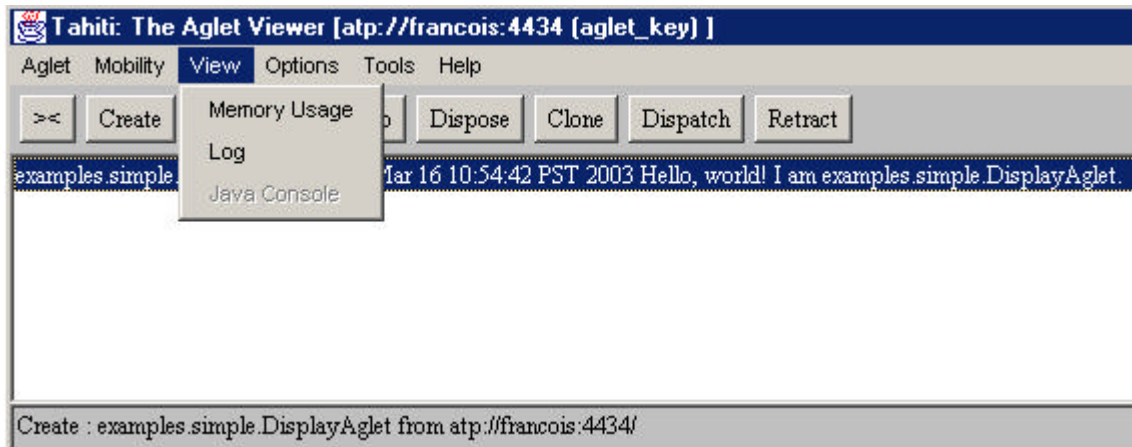 Tahiti: The Aglet Viewer [atp://francois:4434 (aglet_key) ]
Aglet Mobility View Options Tools Help
>< Create Dispose Clone Dispatch Retract
Memory Usage
Log
Java Console
examples.simple. Mar 16 10:54:42 PST 2003 Hello, world! I am examples.simple.DisplayAglet.
Create : examples.simple.DisplayAglet from atp://francois:4434/